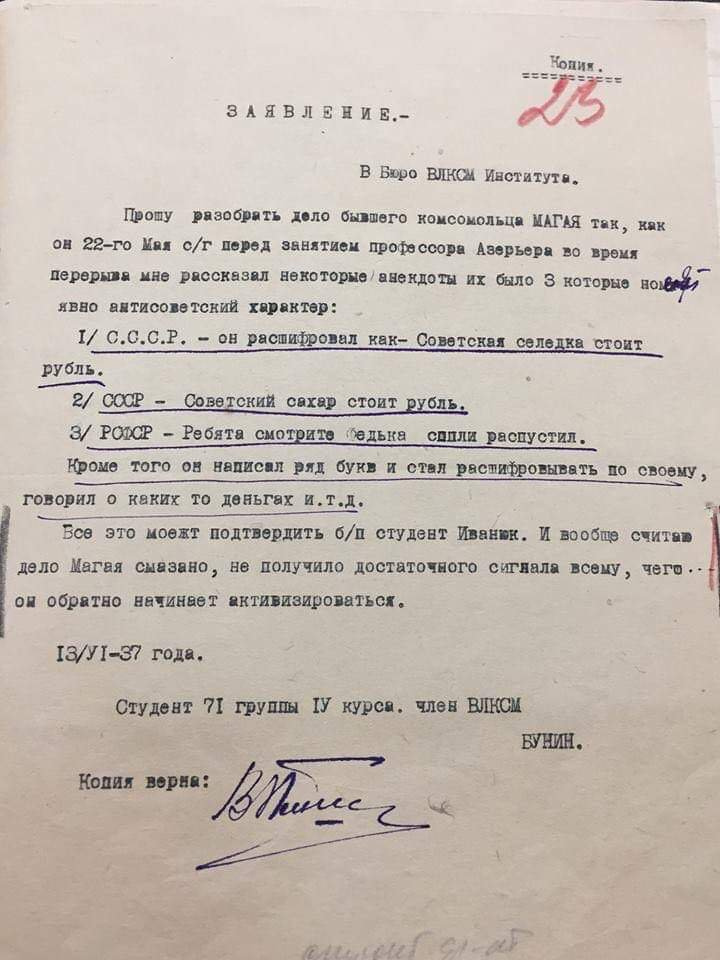 Копия.
23
ЗАЯВЛЕНИЕ.-
В Бюро ВЛКСМ Института.
Прошу разобрать дело бывшего комсомольца МАГАЯ так, как
он 22-го Мая с/г перед занятием профессора Азерьера во время
перерыва мне рассказал некоторые анекдоты их было 3 которые носят
явно антисоветский характер:
I/ С.С.С.Р. - он расшифровал как- Советская селедка стоит
рубль.
2/ СССР - Советский сахар стоит рубль.
3/ РСФСР - Ребята смотрите Федька сопли распустил.
Кроме того он написал ряд букв и стал расшифровывать по своему,
говорил о каких то деньгах и.т.д.
Все это моежт подтвердить б/п студент Иванюк. И вообще считаю
дело Магая смазано, не получило достаточного сигнала всему, чего
он обратно начинает активизироваться.
I3/УI-37 года.
Студент 7I группы IУ курса. член ВЛКСМ
БУНИН.
Копия верна: